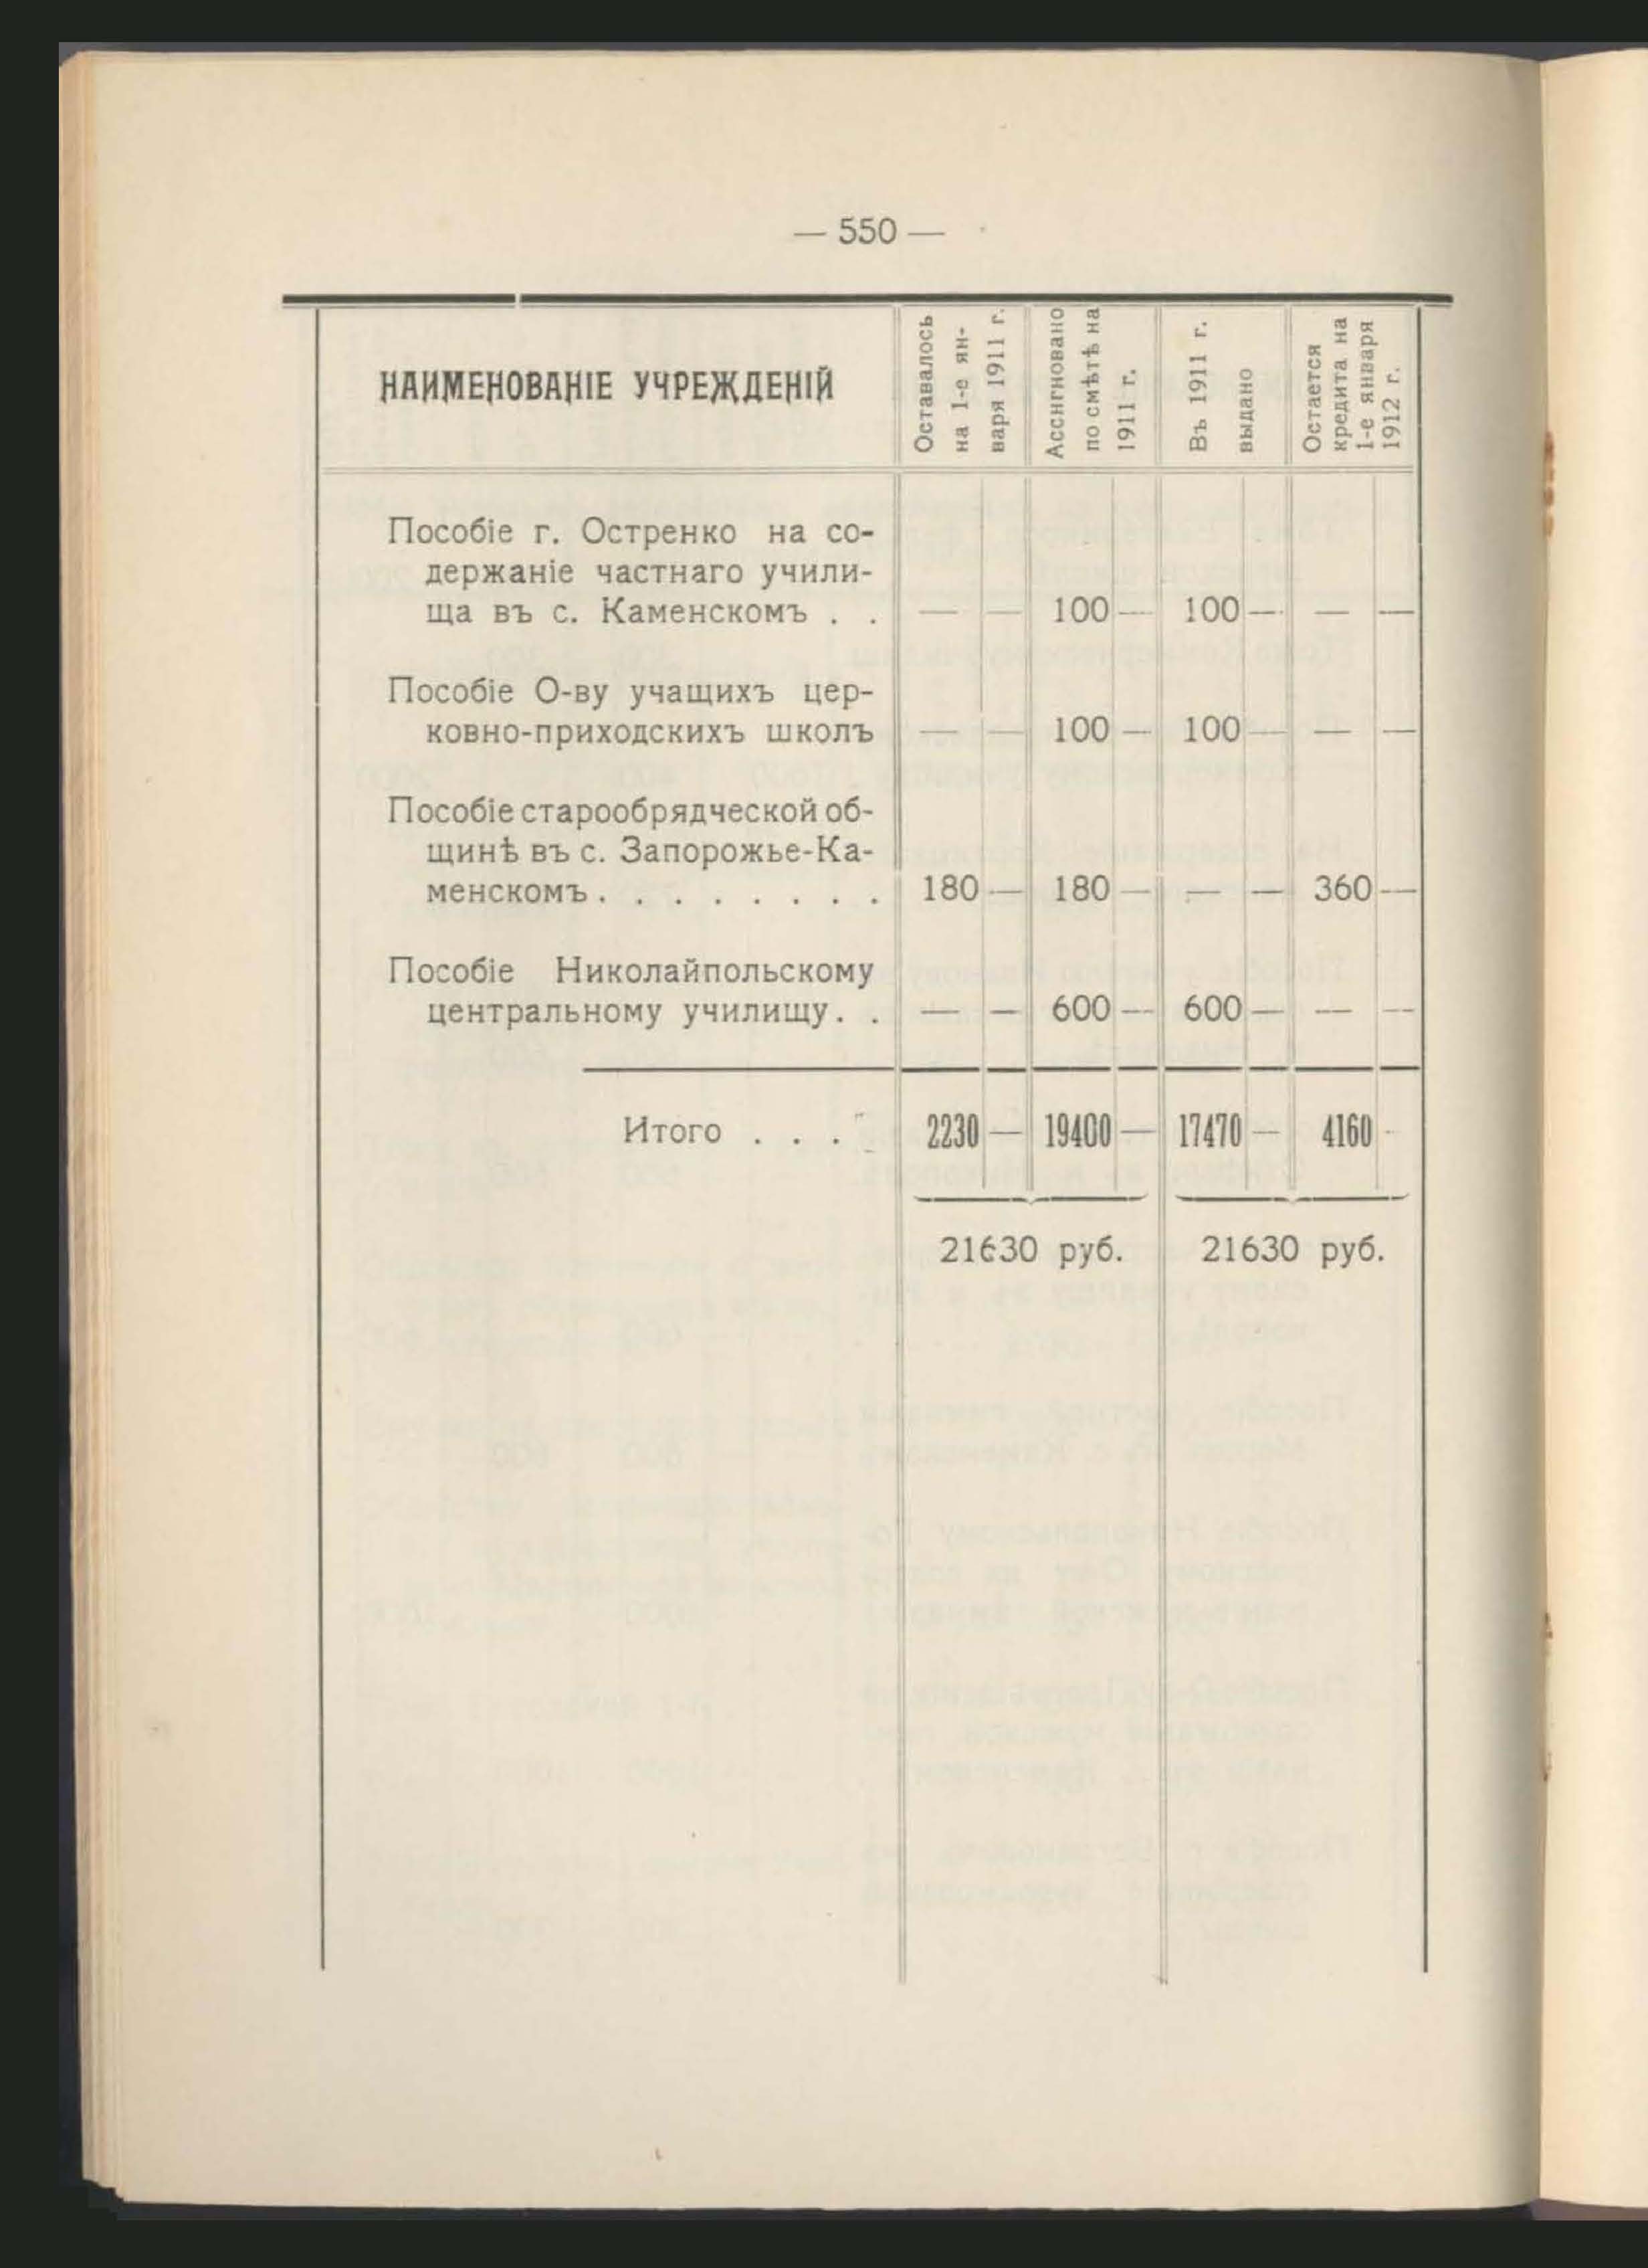 — 550 —
НАИМЕНОВАНІЕ УЧРЕЖДЕНІЙ
Оставалось
на 1-е ян-
варя 1911 г.
Ассигновано
по смѣтѣ на
1911 г.
Въ 1911 г.
выдано
Остается
кредита на
1-е января
1912 г.
Пособіе г. Остренко на со-
держаніе частнаго учили-
ща въ с. Каменскомъ . . — — 100 — 100 — — —
Пособіе О-ву учащихъ цер-
ковно-приходскихъ школъ — — 100 — 100 — — —
Пособіе старообрядческой об-
щинѣ въ с. Запорожье-Ка-
менскомъ . . . . . . . . 180 — 180 — — — 360 —
Пособіе Николайпольскому
центральному училищу. . — — 600 — 600 — — —
Итого . . . 2230 — 19400 — 17470 — 4160 -
21630 руб. 21630 руб.